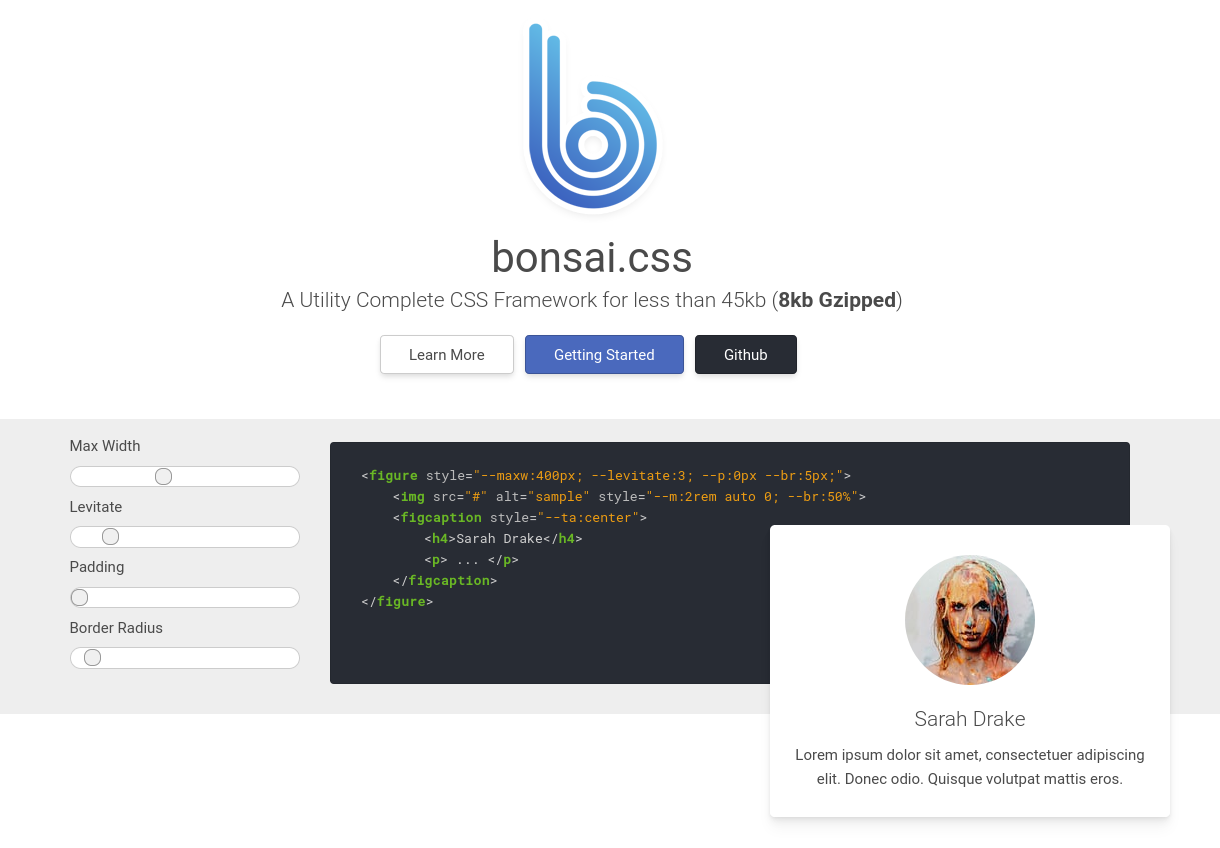 bonsai.css
A Utility Complete CSS Framework for less than 45kb (8kb Gzipped)
Learn More
Getting Started
Github
Max Width
Levitate
Padding
Border Radius
<figure style="--maxw:400px; --levitate:3; --p:0px --br:5px;">
<img src="#" alt="sample" style="--m:2rem auto 0; --br:50%">
<figcaption style="--ta:center">
<h4>Sarah Drake</h4>
<p> ... </p>
</figcaption>
</figure>
Sarah Drake
Lorem ipsum dolor sit amet, consectetuer adipiscing
elit. Donec odio. Quisque volutpat mattis eros.